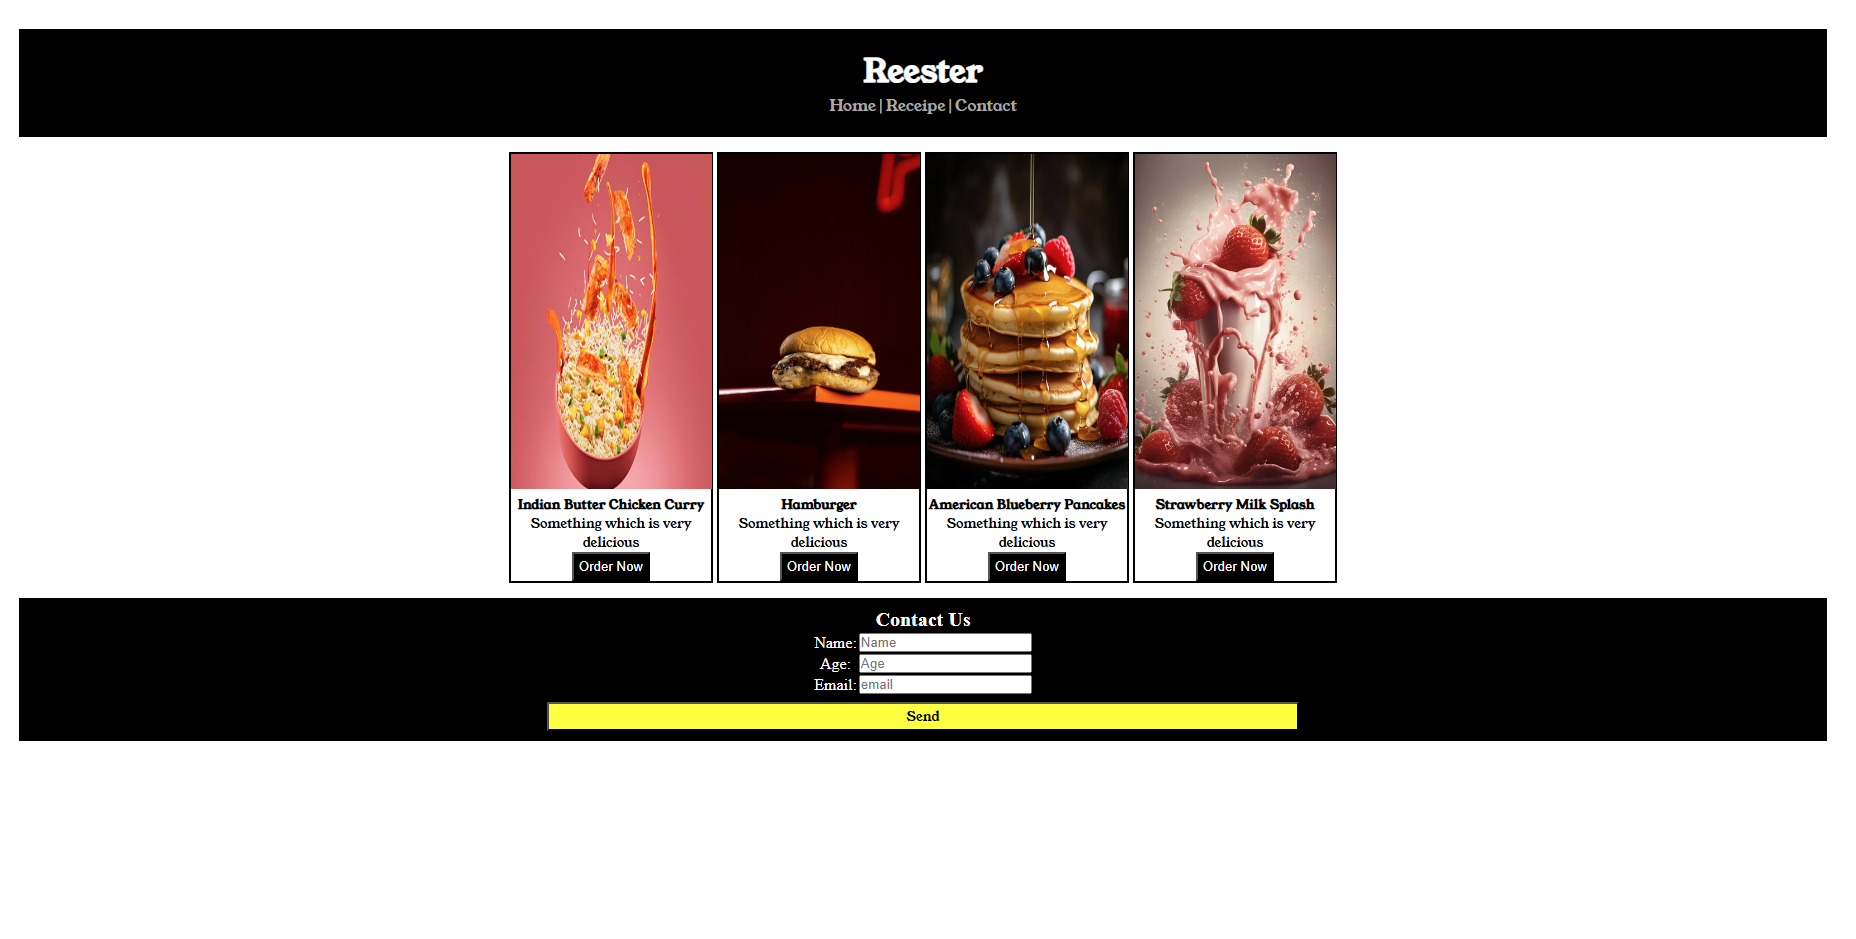 Reester
Home | Receipe | Contact
Indian Butter Chicken Curry
Something which is very
delicious
Order Now
Hamburger
Something which is very
delicious
Order Now
American Blueberry Pancakes
Something which is very
delicious
Order Now
Strawberry Milk Splash
Something which is very
delicious
Order Now
Contact Us
Name: Name
Age: Age
Email: email
Send